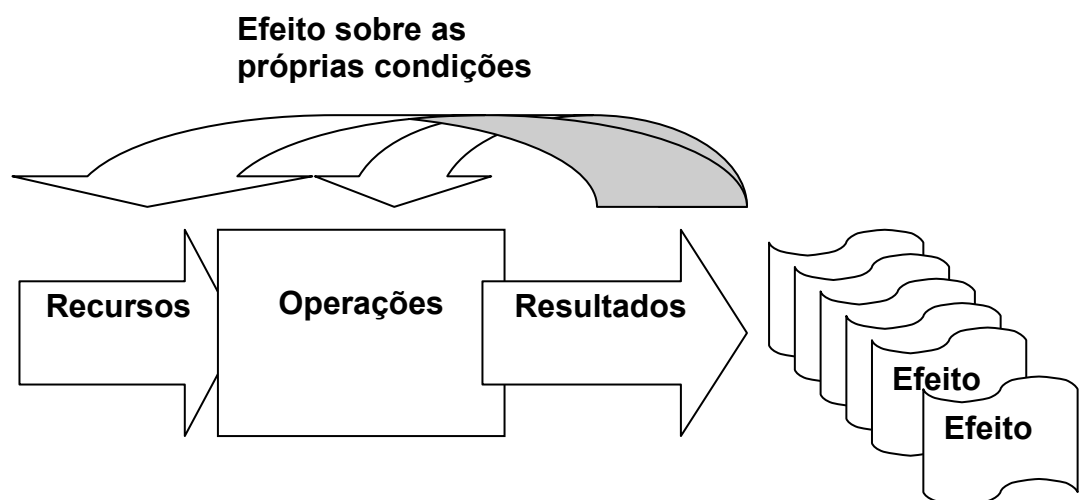 Efeito sobre as
próprias condições
Recursos
Operações
Resultados
Efeito
Efeito